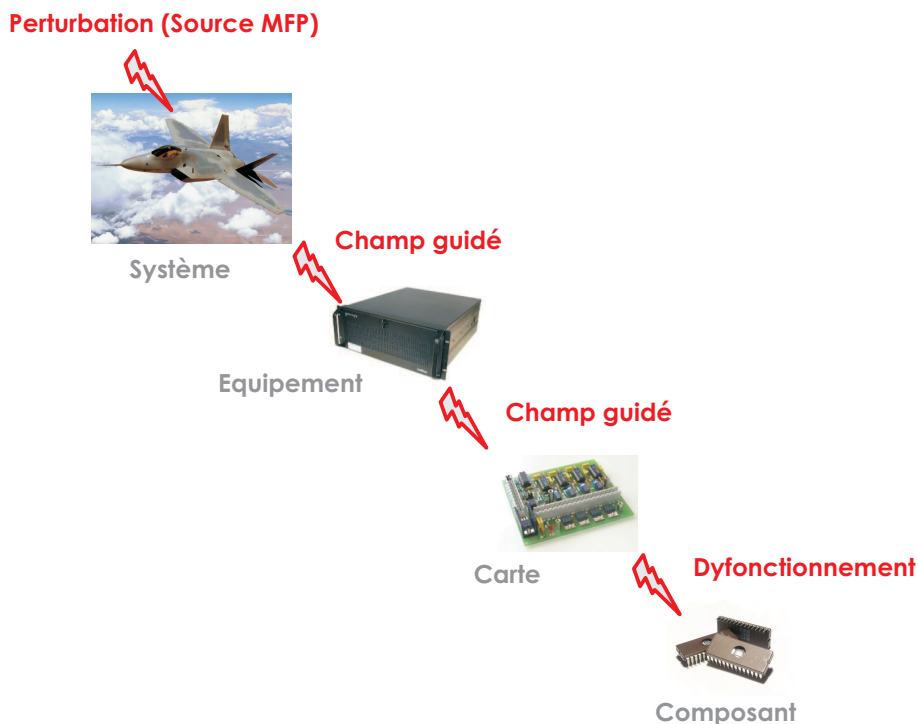 Perturbation (Source MFP)
Champ guidé
Système
Equipement
Champ guidé
Carte
Dyfonctionnement
Composant